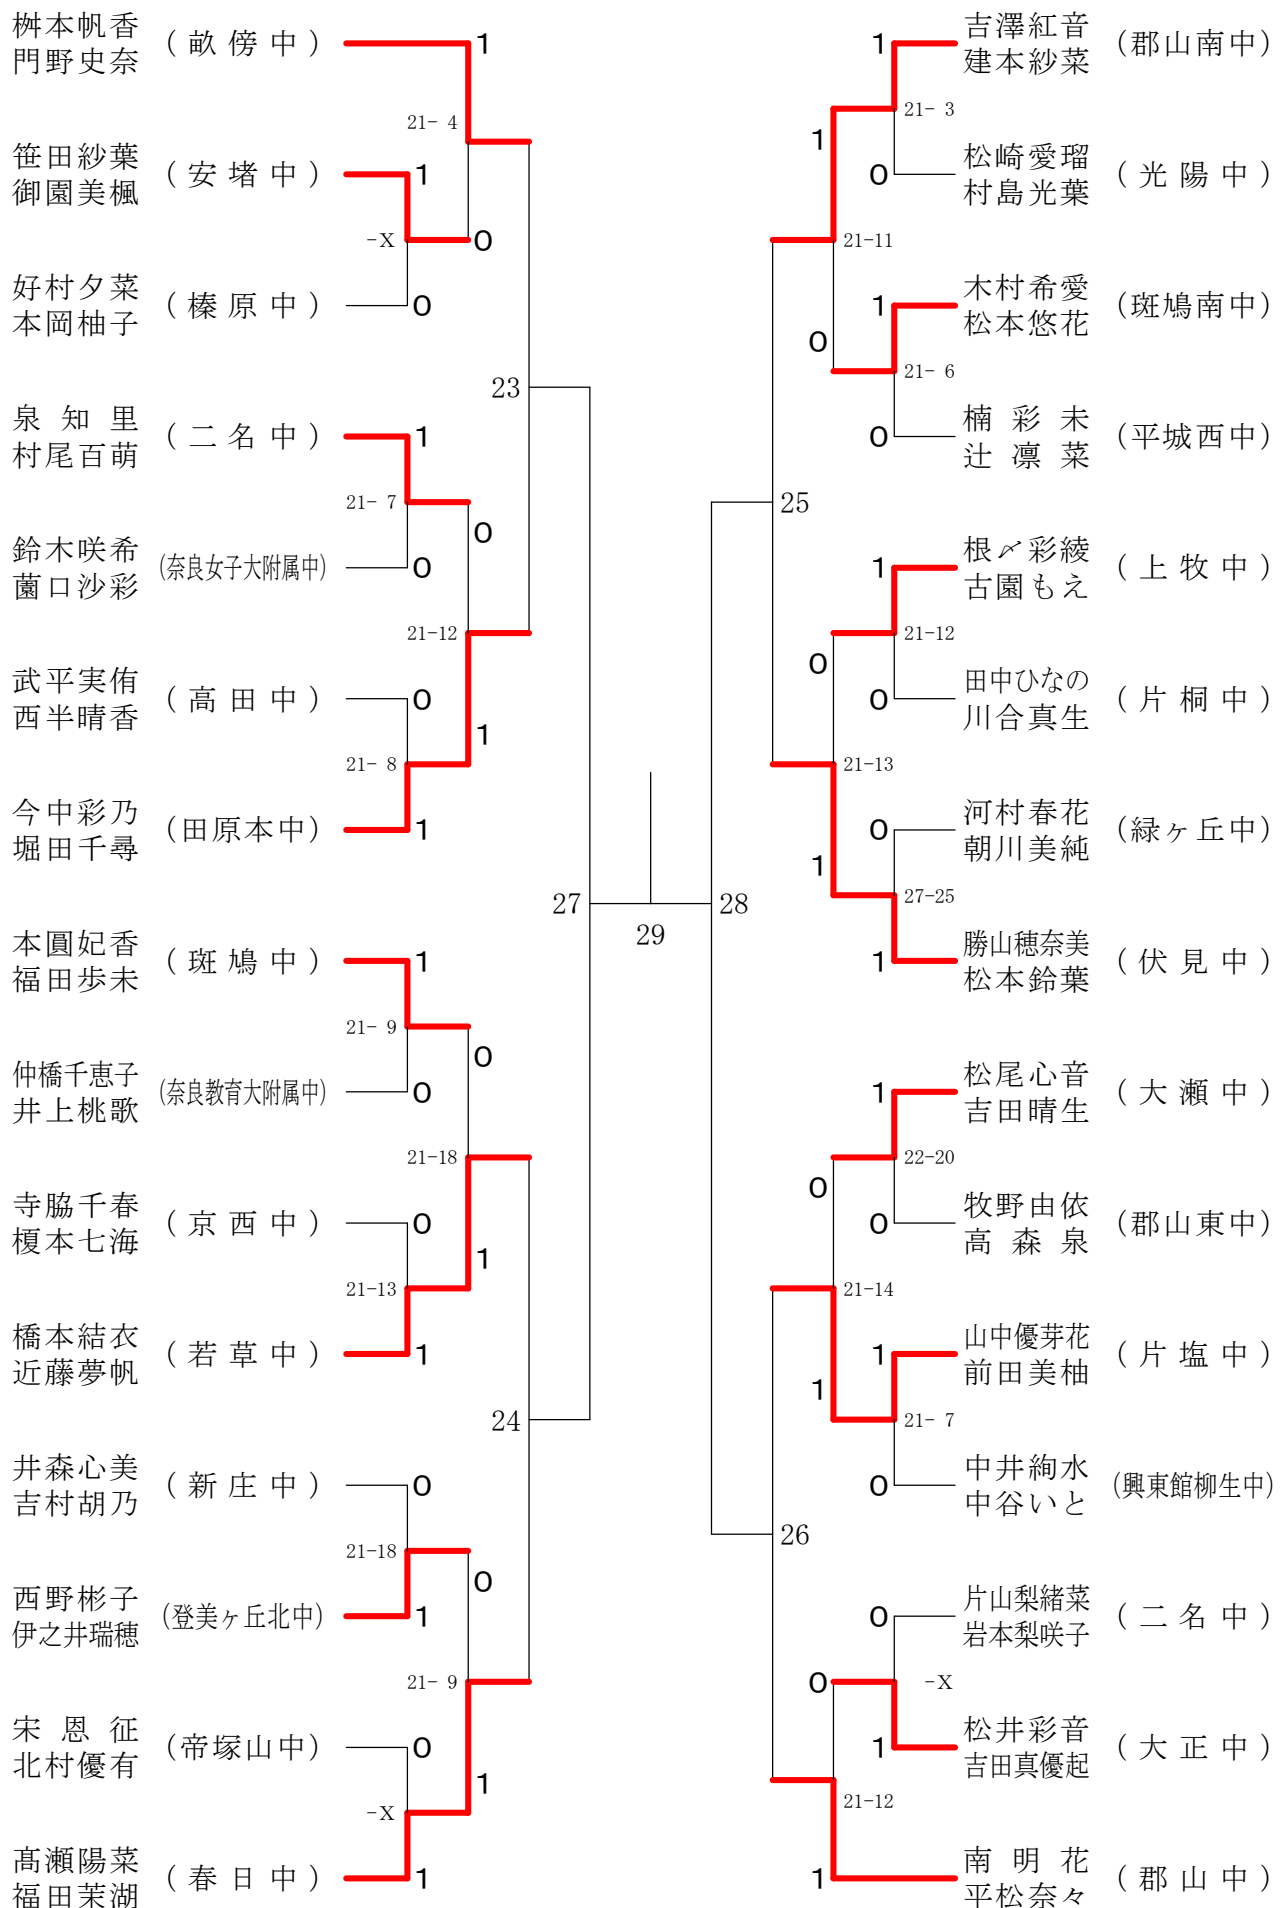 桝本帆香
門野史奈
(畝傍中)
1
21- 4
笹田紗葉
御園美楓
(安堵中)
1
-X
0
好村夕菜
本岡柚子
(榛原中)
0
23
泉知里
村尾百萌
(二名中)
1
21- 7
0
鈴木咲希
薗口沙彩
(奈良女子大附属中)
0
21-12
武平実侑
西半晴香
(高田中)
0
1
21- 8
今中彩乃
堀田千尋
(田原本中)
1
27
本圓妃香
福田歩未
(斑鳩中)
1
21- 9
0
仲橋千恵子
井上桃歌
(奈良教育大附属中)
0
21-18
寺脇千春
榎本七海
(京西中)
0
1
21-13
橋本結衣
近藤夢帆
(若草中)
1
24
井森心美
吉村胡乃
(新庄中)
0
21-18
0
西野彬子
伊之井瑞穂
(登美ヶ丘北中)
1
21- 9
宋恩征
北村優有
(帝塚山中)
0
1
-X
髙瀬陽菜
福田茉湖
(春日中)
1
29
吉澤紅音
建本紗菜
(郡山南中)
1
21- 3
1
松崎愛瑠
村島光葉
(光陽中)
0
21-11
木村希愛
松本悠花
(斑鳩南中)
1
0
21- 6
楠彩未
辻凛菜
(平城西中)
0
25
根〆彩綾
古園もえ
(上牧中)
1
21-12
0
田中ひなの
川合真生
(片桐中)
0
21-13
河村春花
朝川美純
(緑ヶ丘中)
0
1
27-25
勝山穂奈美
松本鈴葉
(伏見中)
1
28
松尾心音
吉田晴生
(大瀬中)
1
22-20
0
牧野由依
高森泉
(郡山東中)
0
21-14
山中優芽花
前田美柚
(片塩中)
1
1
21- 7
中井絢水
中谷いと
(興東館柳生中)
0
26
片山梨緒菜
岩本梨咲子
(二名中)
0
-X
0
松井彩音
吉田真優起
(大正中)
1
21-12
南明花
平松奈々
(郡山中)
1